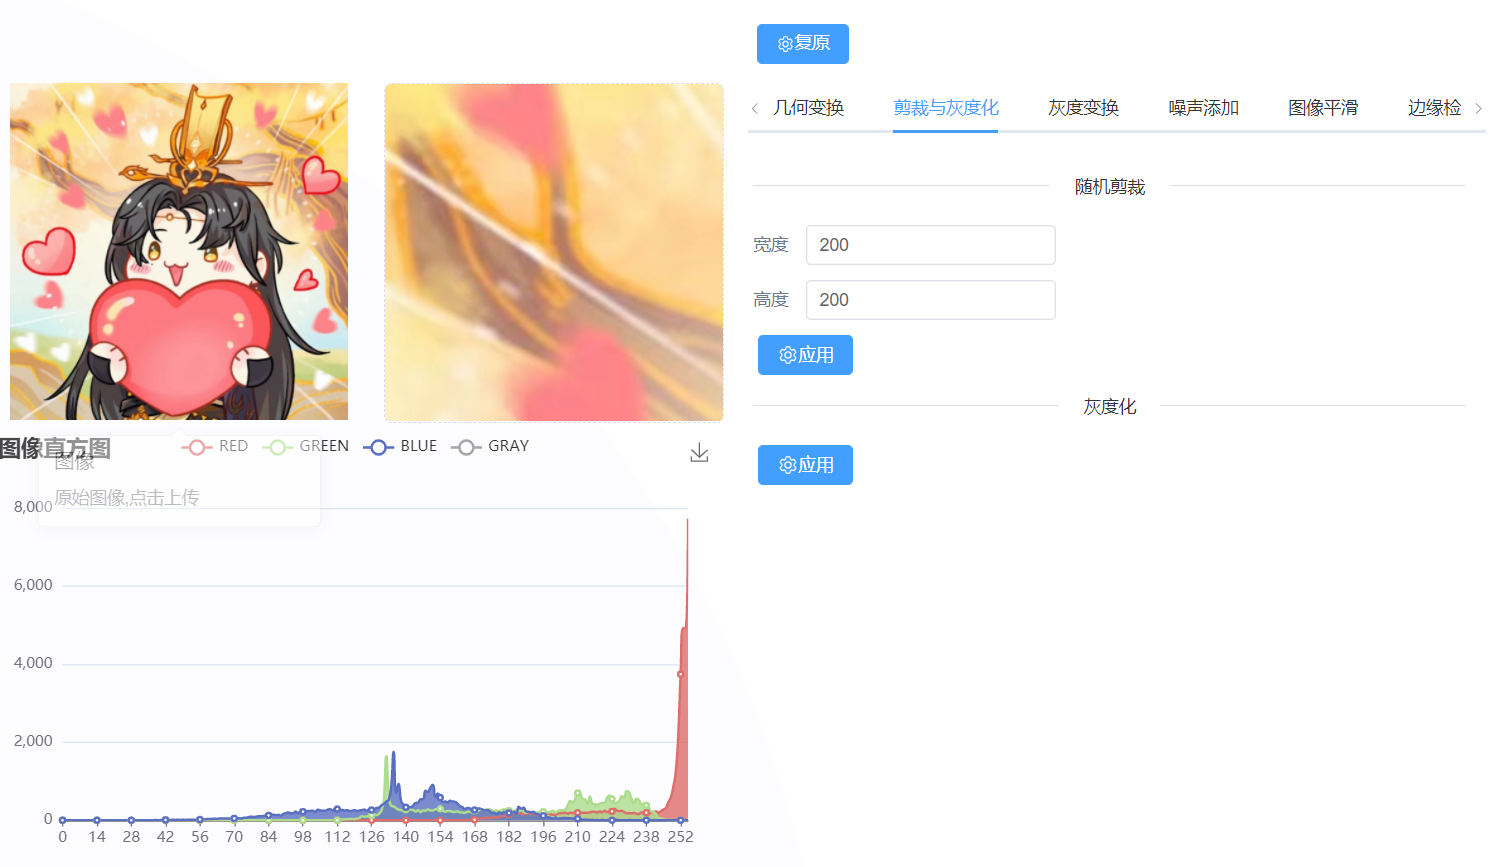 复原
几何变换 剪裁与灰度化 灰度变换 噪声添加 图像平滑 边缘检
随机剪裁
宽度 200
高度 200
应用
灰度化
应用
图像直方图
RED GREEN BLUE GRAY
图像
原始图像,点击上传
8,000
6,000
4,000
2,000
0
0 14 28 42 56 70 84 98 112 126 140 154 168 182 196 210 224 238 252